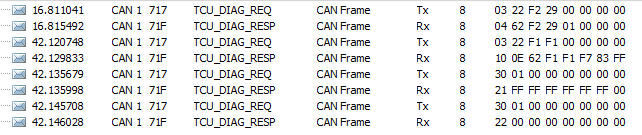 16.811041 CAN 1 717 TCU_DIAG_REQ CAN Frame Tx 8 03 22 F2 29 00 00 00 00
16.815492 CAN 1 71F TCU_DIAG_RESP CAN Frame Rx 8 04 62 F2 29 01 00 00 00
42.120748 CAN 1 717 TCU_DIAG_REQ CAN Frame Tx 8 03 22 F1 F1 00 00 00 00
42.129833 CAN 1 71F TCU_DIAG_RESP CAN Frame Rx 8 10 0E 62 F1 F1 F7 83 FF
42.135679 CAN 1 717 TCU_DIAG_REQ CAN Frame Tx 8 30 01 00 00 00 00 00 00
42.135998 CAN 1 71F TCU_DIAG_RESP CAN Frame Rx 8 21 FF FF FF FF FF FF 00
42.145708 CAN 1 717 TCU_DIAG_REQ CAN Frame Tx 8 30 01 00 00 00 00 00 00
42.146028 CAN 1 71F TCU_DIAG_RESP CAN Frame Rx 8 22 00 00 00 00 00 00 00